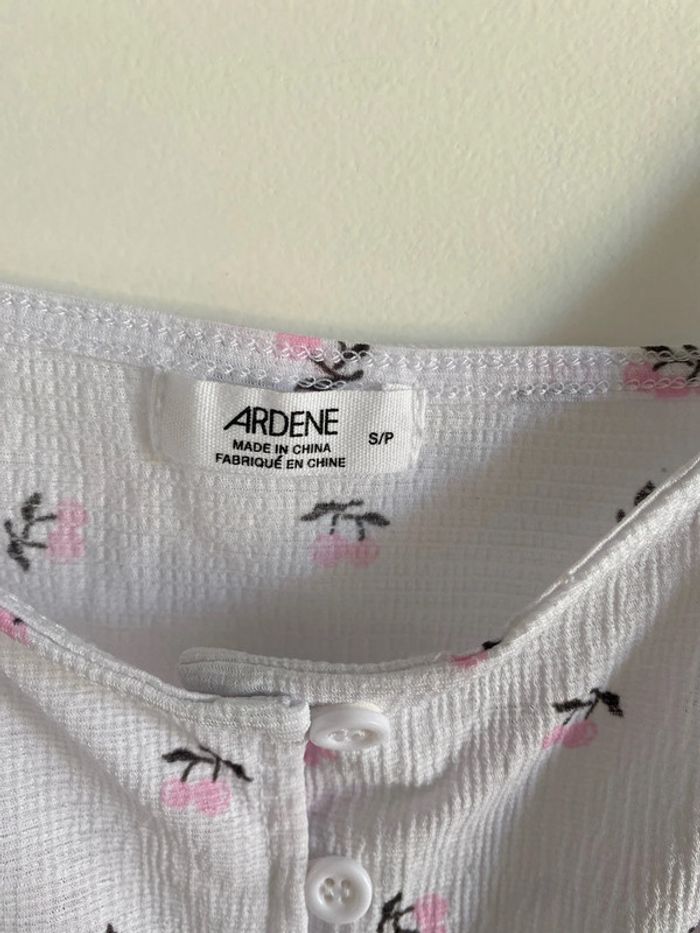 ARDENE
S/P
MADE IN CHINA
FABRIQUÉ EN CHINE